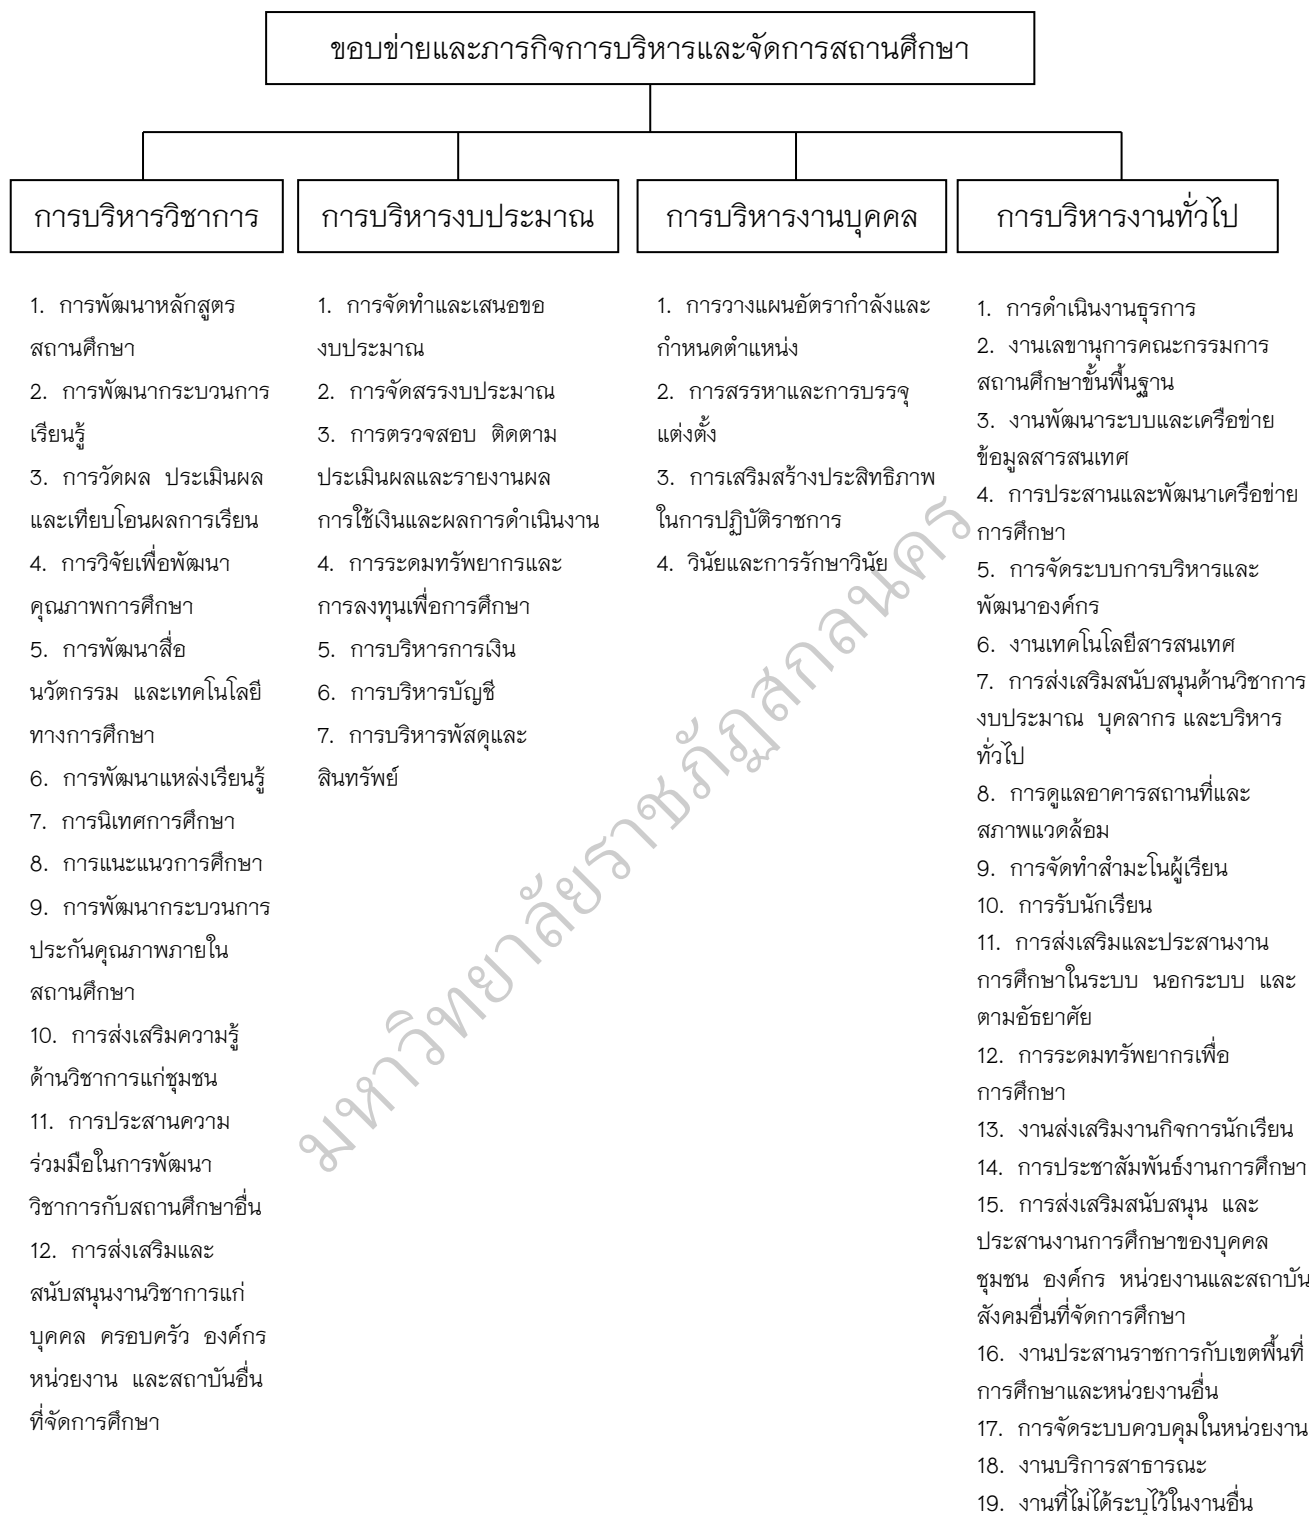 ขอบข่ายและภารกิจการบริหารและจัดการสถานศึกษา
การบริหารวิชาการ
1. การพัฒนาหลักสูตร
สถานศึกษา
2. การพัฒนากระบวนการ
เรียนรู้
3. การวัดผล ประเมินผล
และเทียบโอนผลการเรียน
4. การวิจัยเพื่อพัฒนา
คุณภาพการศึกษา
5. การพัฒนาสื่อ
นวัตกรรม และเทคโนโลยี
ทางการศึกษา
6. การพัฒนาแหล่งเรียนรู้
7. การนิเทศการศึกษา
8. การแนะแนวการศึกษา
9. การพัฒนากระบวนการ
ประกันคุณภาพภายใน
สถานศึกษา
10. การส่งเสริมความรู้
ด้านวิชาการแก่ชุมชน
11. การประสานความ
ร่วมมือในการพัฒนา
วิชาการกับสถานศึกษาอื่น
12. การส่งเสริมและ
สนับสนุนงานวิชาการแก่
บุคคล ครอบครัว องค์กร
หน่วยงาน และสถาบันอื่น
ที่จัดการศึกษา
การบริหารงบประมาณ
1. การจัดทำและเสนอขอ
งบประมาณ
2. การจัดสรรงบประมาณ
3. การตรวจสอบ ติดตาม
ประเมินผลและรายงานผล
การใช้เงินและผลการดำเนินงาน
4. การระดมทรัพยากรและ
การลงทุนเพื่อการศึกษา
5. การบริหารการเงิน
6. การบริหารบัญชี
7. การบริหารพัสดุและ
สินทรัพย์
การบริหารงานบุคคล
1. การวางแผนอัตรากำลังและ
กำหนดตำแหน่ง
2. การสรรหาและการบรรจุ
แต่งตั้ง
3. การเสริมสร้างประสิทธิภาพ
ในการปฏิบัติราชการ
4. วินัยและการรักษาวินัย
การบริหารงานทั่วไป
1. การดำเนินงานธุรการ
2. งานเลขานุการคณะกรรมการ
สถานศึกษาขั้นพื้นฐาน
3. งานพัฒนาระบบและเครือข่าย
ข้อมูลสารสนเทศ
4. การประสานและพัฒนาเครือข่าย
การศึกษา
5. การจัดระบบการบริหารและ
พัฒนาองค์กร
6. งานเทคโนโลยีสารสนเทศ
7. การส่งเสริมสนับสนุนด้านวิชาการ
งบประมาณ บุคลากร และบริหาร
ทั่วไป
8. การดูแลอาคารสถานที่และ
สภาพแวดล้อม
9. การจัดทำสำมะโนผู้เรียน
10. การรับนักเรียน
11. การส่งเสริมและประสานงาน
การศึกษาในระบบ นอกระบบ และ
ตามอัธยาศัย
12. การระดมทรัพยากรเพื่อ
การศึกษา
13. งานส่งเสริมงานกิจการนักเรียน
14. การประชาสัมพันธ์งานการศึกษา
15. การส่งเสริมสนับสนุน และ
ประสานงานการศึกษาของบุคคล
ชุมชน องค์กร หน่วยงานและสถาบัน
สังคมอื่นที่จัดการศึกษา
16. งานประสานราชการกับเขตพื้นที่
การศึกษาและหน่วยงานอื่น
17. การจัดระบบควบคุมในหน่วยงาน
18. งานบริการสาธารณะ
19. งานที่ไม่ได้ระบุไว้ในงานอื่น
มหาวิทยาลัยราชภัฏสกลนคร